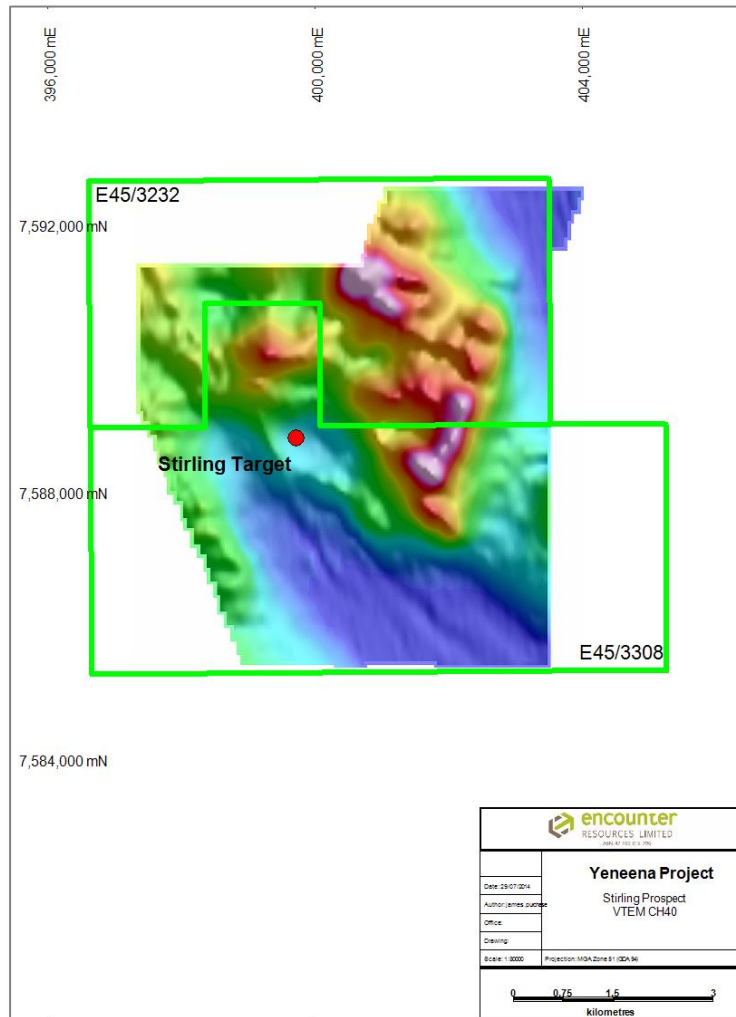 396,000 mE
400,000 mE
404,000 mE
E45/3232
7,592,000 mN
Stirling Target
7,588,000 mN
E45/3308
7,584,000 mN
encounter
RESOURCES LIMITED
Yeneena Project
Date: 29/07/2014
Stirling Prospect
VTEM CH40
Author: james.purchase
Office:
Drawing:
Projection: MGA Zone 51 (GDA 94)
0 0.75 1.5 3
kilometres